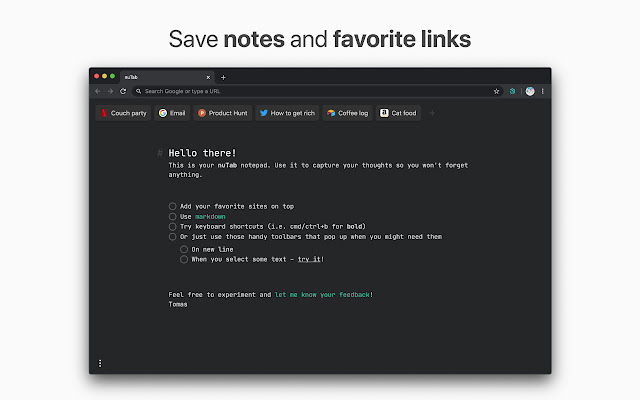 Save notes and favorite links
nuTab
Search Google or type a URL
Couch party Email Product Hunt How to get rich Coffee log Cat food
# Hello there!
This is your nuTab notepad. Use it to capture your thoughts so you won't forget
anything.
Add your favorite sites on top
Use markdown
Try keyboard shortcuts (i.e. cmd/ctrl+b for bold)
Or just use those handy toolbars that pop up when you might need them
On new line
When you select some text – try it!
Feel free to experiment and let me know your feedback!
Tomas